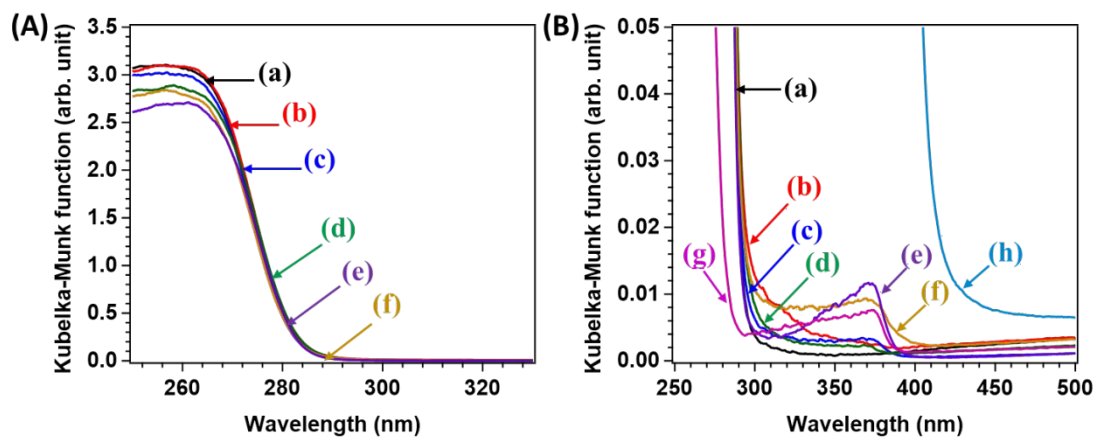 (A)
Kubelka-Munk function (arb. unit)
3.5
3.0
2.5
2.0
1.5
1.0
0.5
0.0
(a)
(b)
(c)
(d)
(e)
(f)
260 280 300 320
Wavelength (nm)
(B)
Kubelka-Munk function (arb. unit)
0.05
0.04
0.03
0.02
0.01
0.00
(a)
(b)
(c)
(d)
(e)
(f)
(g)
(h)
250 300 350 400 450 500
Wavelength (nm)